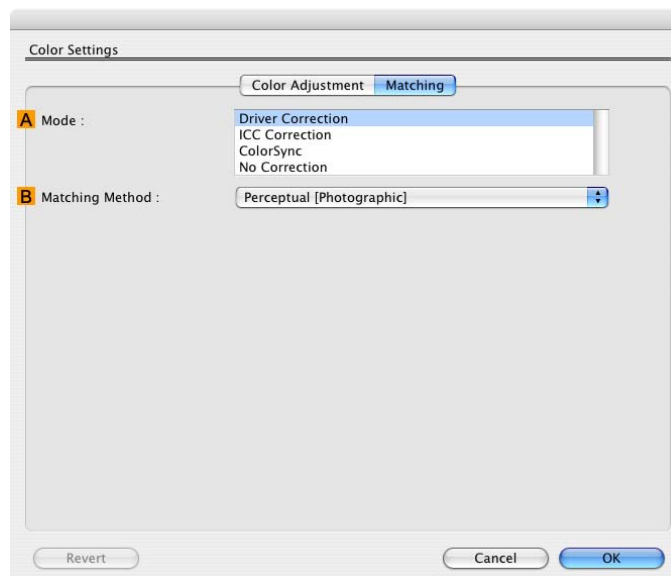 Color Settings
Color Adjustment Matching
A Mode :
Driver Correction
ICC Correction
ColorSync
No Correction
B Matching Method :
Perceptual [Photographic]
Revert Cancel OK